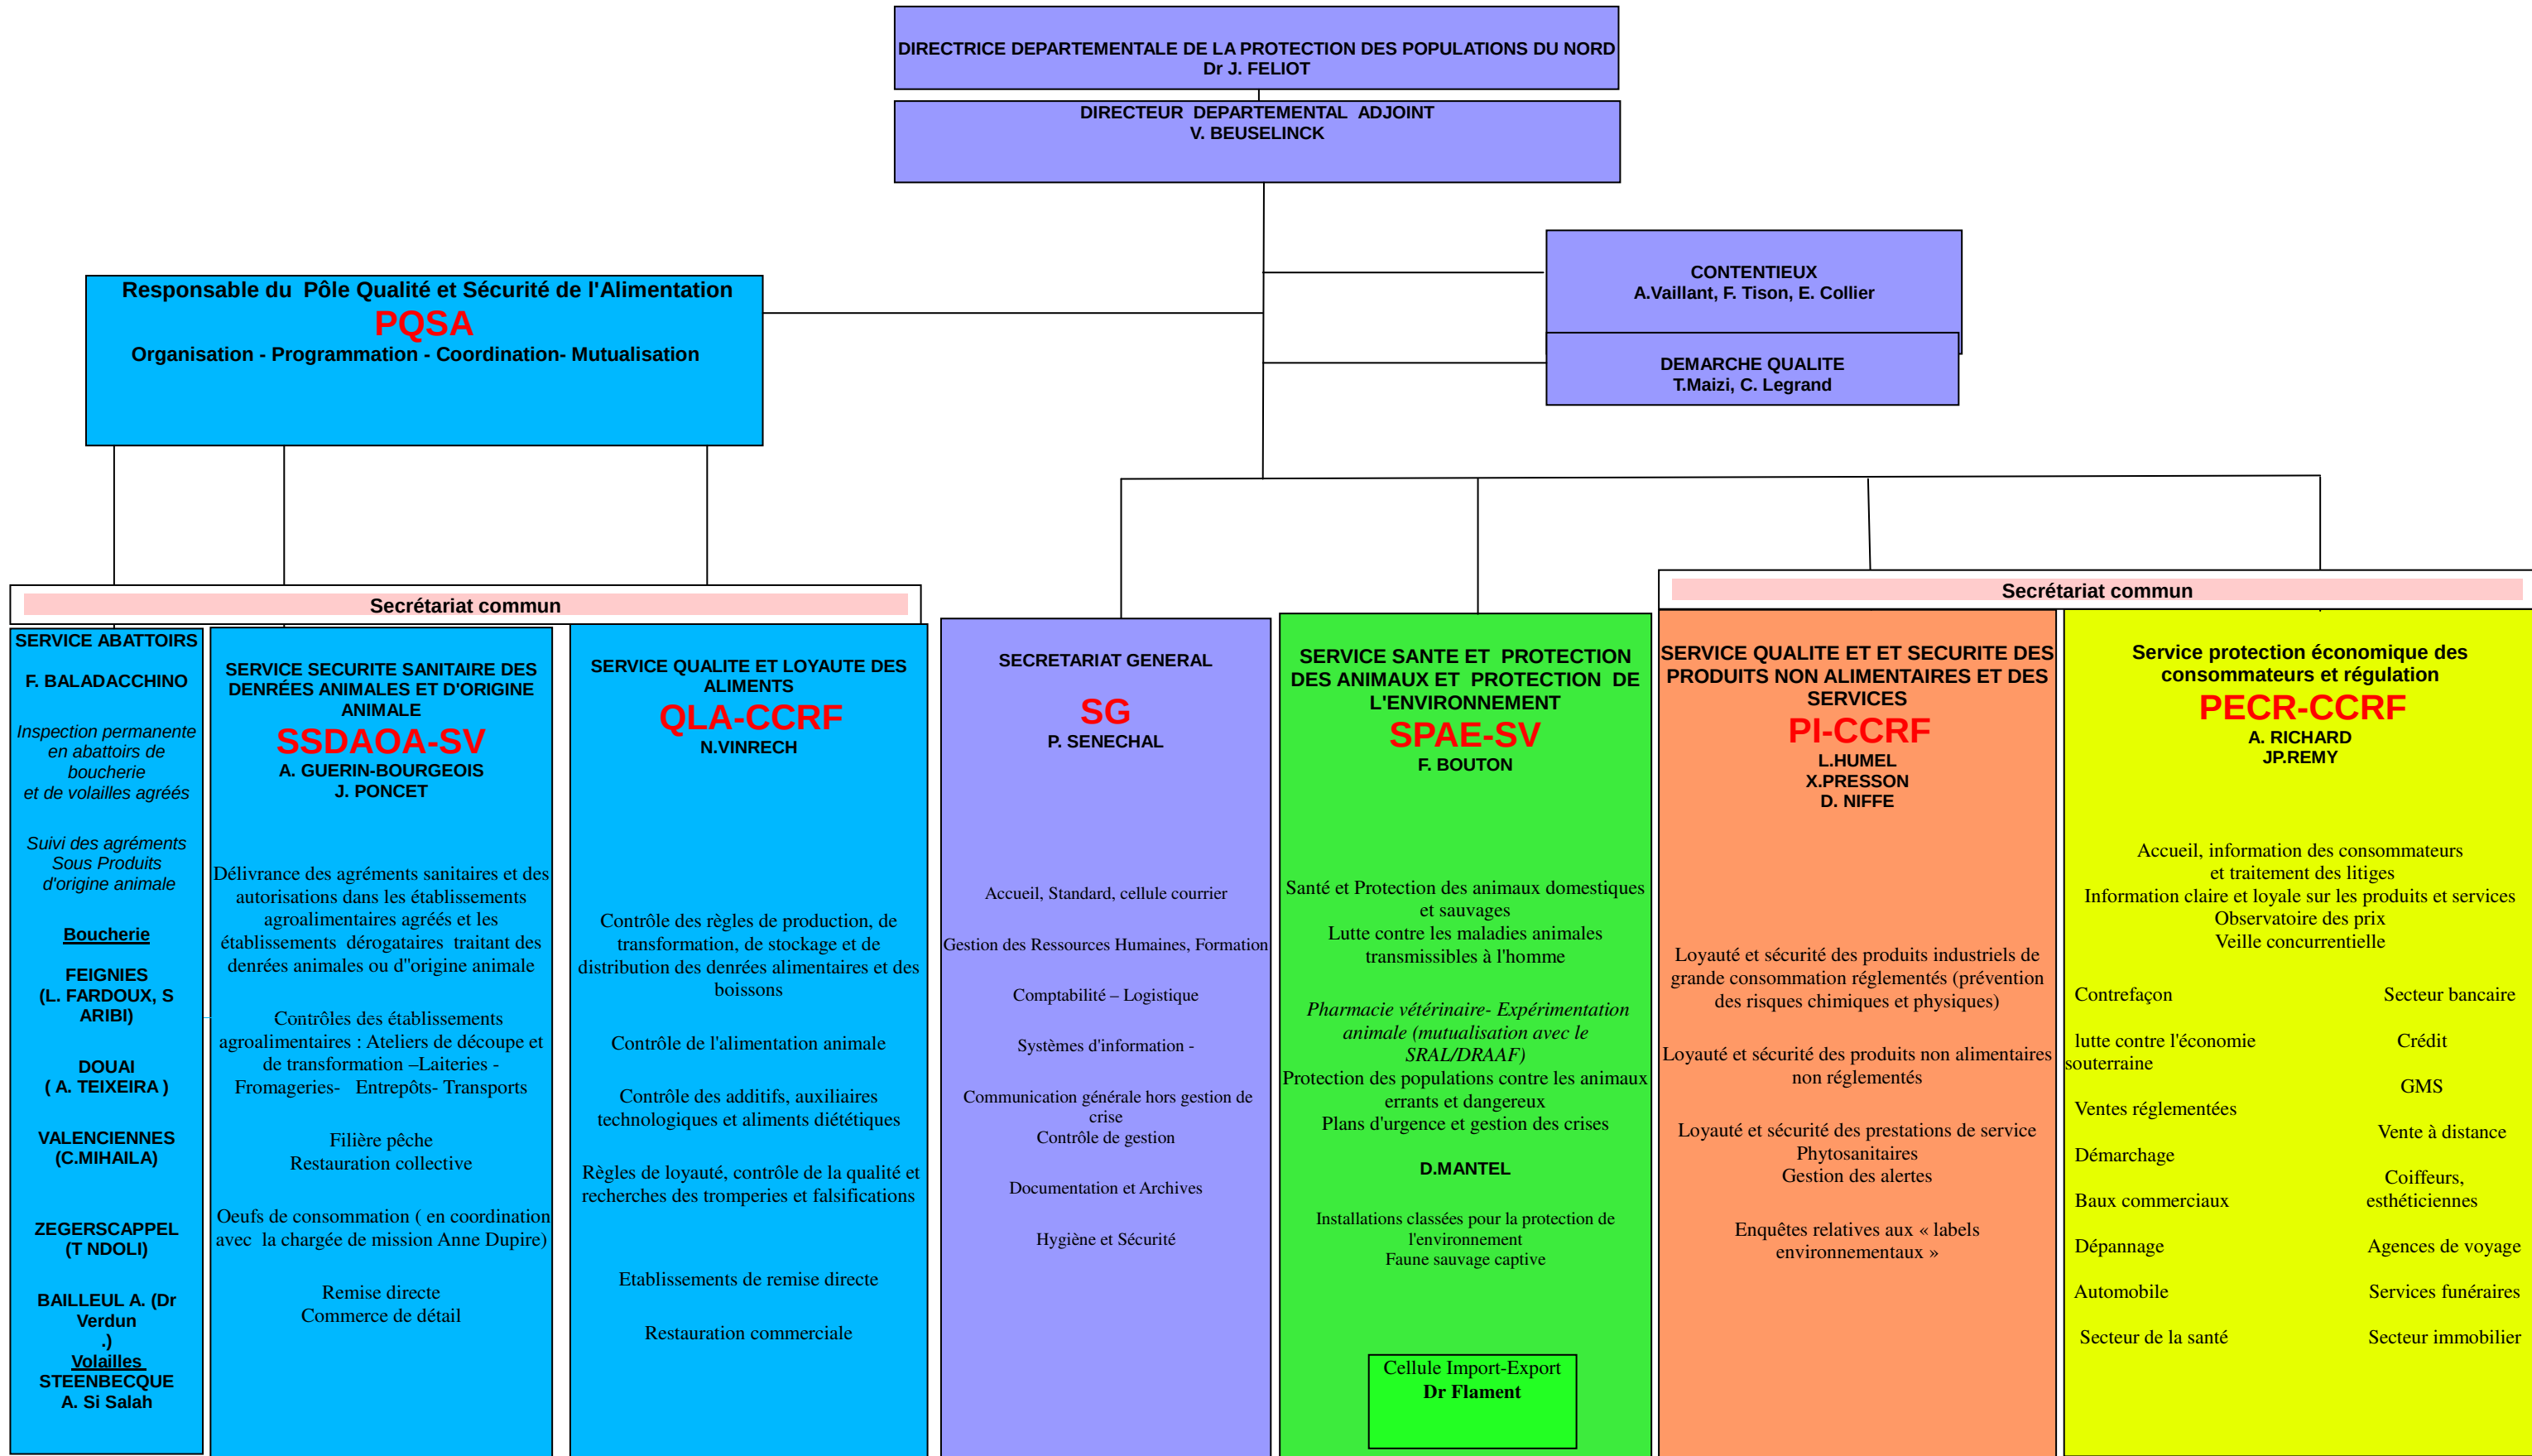 DIRECTRICE DEPARTEMENTALE DE LA PROTECTION DES POPULATIONS DU NORD
Dr J. FELIOT
DIRECTEUR DEPARTEMENTAL ADJOINT
V. BEUSELINCK
CONTENTIEUX
A.Vaillant, F. Tison, E. Collier
DEMARCHE QUALITE
T.Maizi, C. Legrand
Responsable du Pôle Qualité et Sécurité de l'Alimentation
PQSA
Organisation - Programmation - Coordination- Mutualisation
Secrétariat commun
SERVICE ABATTOIRS
F. BALADACCHINO
Inspection permanente
en abattoirs de
boucherie
et de volailles agréés
Suivi des agréments
Sous Produits
d'origine animale
Boucherie
FEIGNIES
(L. FARDOUX, S
ARIBI)
DOUAI
( A. TEIXEIRA )
VALENCIENNES
(C.MIHAILA)
ZEGERSCAPPEL
(T NDOLI)
BAILLEUL A. (Dr
Verdun
.)
Volailles
STEENBECQUE
A. Si Salah
SERVICE SECURITE SANITAIRE DES
DENRÉES ANIMALES ET D'ORIGINE
ANIMALE
SSDAOA-SV
A. GUERIN-BOURGEOIS
J. PONCET
Délivrance des agréments sanitaires et des
autorisations dans les établissements
agroalimentaires agréés et les
établissements dérogataires traitant des
denrées animales ou d''origine animale
Contrôles des établissements
agroalimentaires : Ateliers de découpe et
de transformation –Laiteries -
Fromageries- Entrepôts- Transports
Filière pêche
Restauration collective
Oeufs de consommation ( en coordination
avec la chargée de mission Anne Dupire)
Remise directe
Commerce de détail
SERVICE QUALITE ET LOYAUTE DES
ALIMENTS
QLA-CCRF
N.VINRECH
Contrôle des règles de production, de
transformation, de stockage et de
distribution des denrées alimentaires et des
boissons
Contrôle de l'alimentation animale
Contrôle des additifs, auxiliaires
technologiques et aliments diététiques
Règles de loyauté, contrôle de la qualité et
recherches des tromperies et falsifications
Etablissements de remise directe
Restauration commerciale
SECRETARIAT GENERAL
SG
P. SENECHAL
Accueil, Standard, cellule courrier
Gestion des Ressources Humaines, Formation
Comptabilité – Logistique
Systèmes d'information -
Communication générale hors gestion de
crise
Contrôle de gestion
Documentation et Archives
Hygiène et Sécurité
SERVICE SANTE ET PROTECTION
DES ANIMAUX ET PROTECTION DE
L'ENVIRONNEMENT
SPAE-SV
F. BOUTON
Santé et Protection des animaux domestiques
et sauvages
Lutte contre les maladies animales
transmissibles à l'homme
Pharmacie vétérinaire- Expérimentation
animale (mutualisation avec le
SRAL/DRAAF)
Protection des populations contre les animaux
errants et dangereux
Plans d'urgence et gestion des crises
D.MANTEL
Installations classées pour la protection de
l'environnement
Faune sauvage captive
Cellule Import-Export
Dr Flament
Secrétariat commun
SERVICE QUALITE ET ET SECURITE DES
PRODUITS NON ALIMENTAIRES ET DES
SERVICES
PI-CCRF
L.HUMEL
X.PRESSON
D. NIFFE
Loyauté et sécurité des produits industriels de
grande consommation réglementés (prévention
des risques chimiques et physiques)
Loyauté et sécurité des produits non alimentaires
non réglementés
Loyauté et sécurité des prestations de service
Phytosanitaires
Gestion des alertes
Enquêtes relatives aux « labels
environnementaux »
Service protection économique des
consommateurs et régulation
PECR-CCRF
A. RICHARD
JP.REMY
Accueil, information des consommateurs
et traitement des litiges
Information claire et loyale sur les produits et services
Observatoire des prix
Veille concurrentielle
Contrefaçon
lutte contre l'économie
souterraine
Ventes réglementées
Démarchage
Baux commerciaux
Dépannage
Automobile
Secteur de la santé
Secteur bancaire
Crédit
GMS
Vente à distance
Coiffeurs,
esthéticiennes
Agences de voyage
Services funéraires
Secteur immobilier